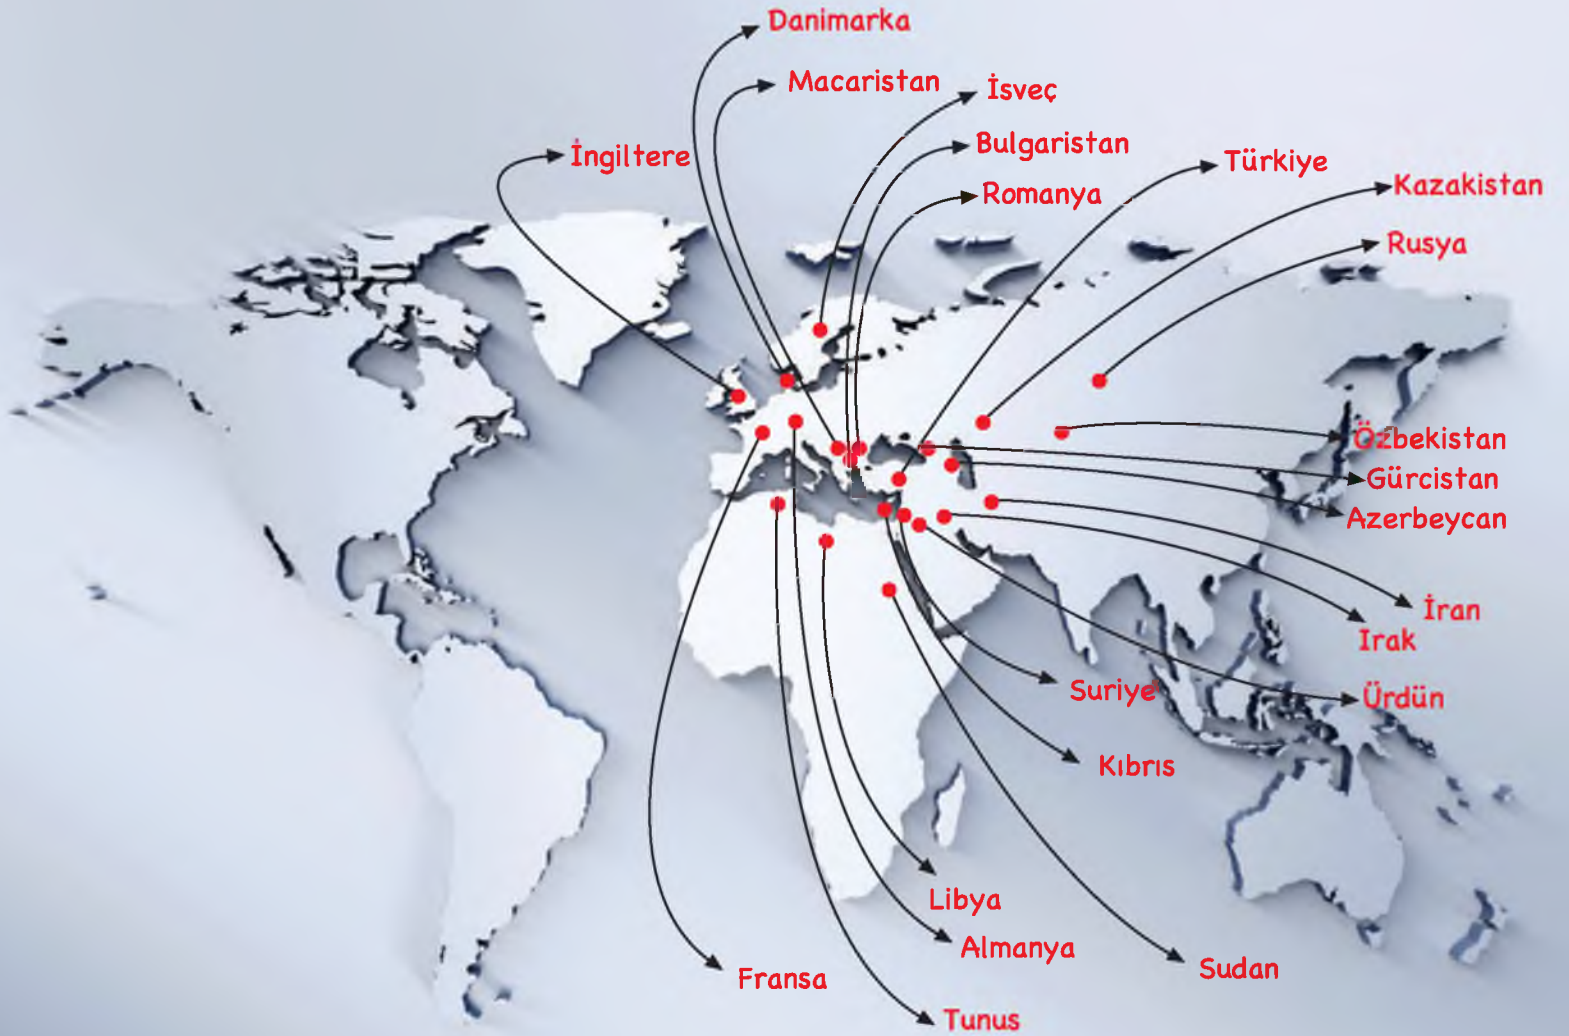 Danimarka
Macaristan
İsveç
Bulgaristan
İngiltere
Türkiye
Kazakistan
Romanya
Rusya
Özbekistan
Gürcistan
Azerbeycan
İran
Irak
Suriye
Ürdün
Kıbrıs
Libya
Almanya
Sudan
Fransa
Tunus